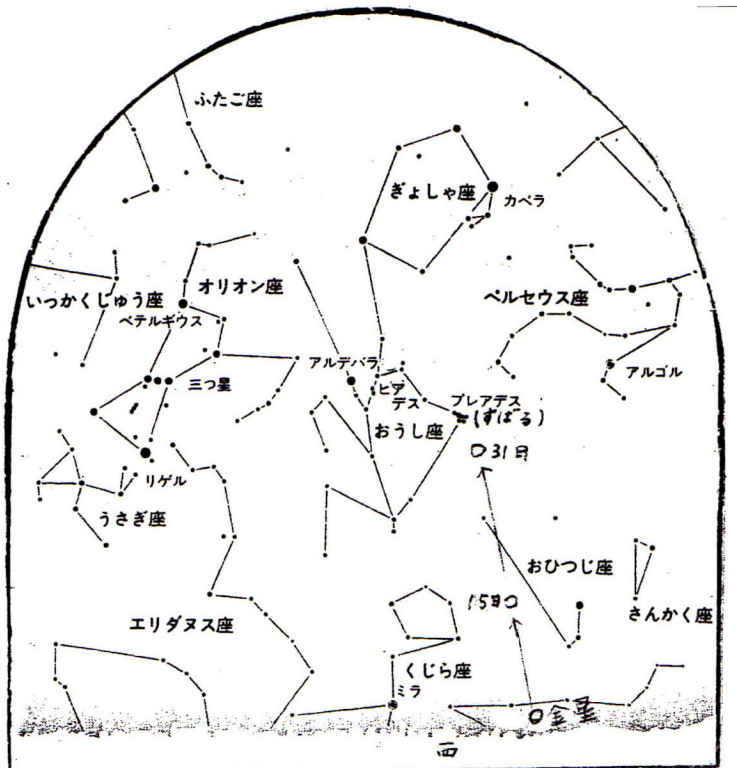 ふたご座
ぎょしゃ座
カペラ
オリオン座
いっかくじゅう座
ベテルギウス
ペルセウス座
アルデバラ
三つ星
ヒア
デス
プレアデス
(すばる)
アルゴル
おうし座
○31日
リゲル
うさぎ座
おひつじ座
15日○
さんかく座
エリダヌス座
くじら座
ミラ
○金星
西